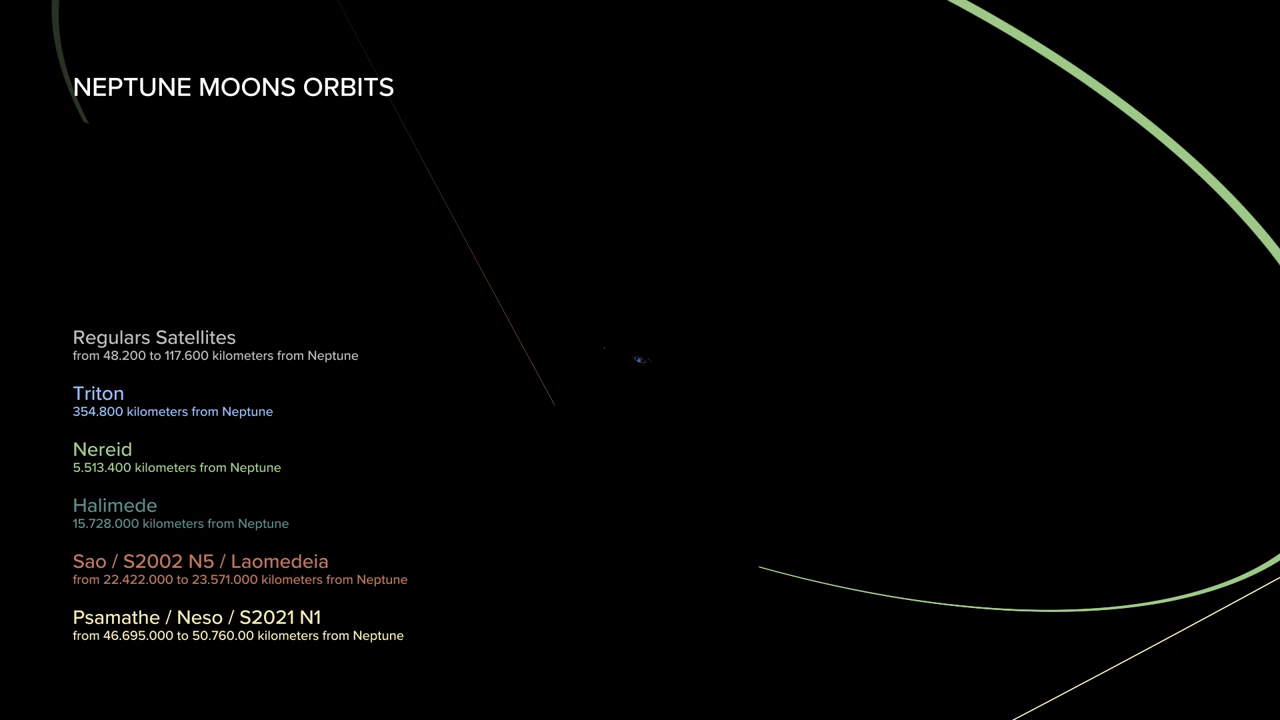 NEPTUNE MOONS ORBITS
Regulars Satellites
from 48.200 to 117.600 kilometers from Neptune
Triton
354.800 kilometers from Neptune
Nereid
5.513.400 kilometers from Neptune
Halimede
15.728.000 kilometers from Neptune
Sao / S2002 N5 / Laomedeia
from 22.422.000 to 23.571.000 kilometers from Neptune
Psamathe / Neso / S2021 N1
from 46.695.000 to 50.760.00 kilometers from Neptune